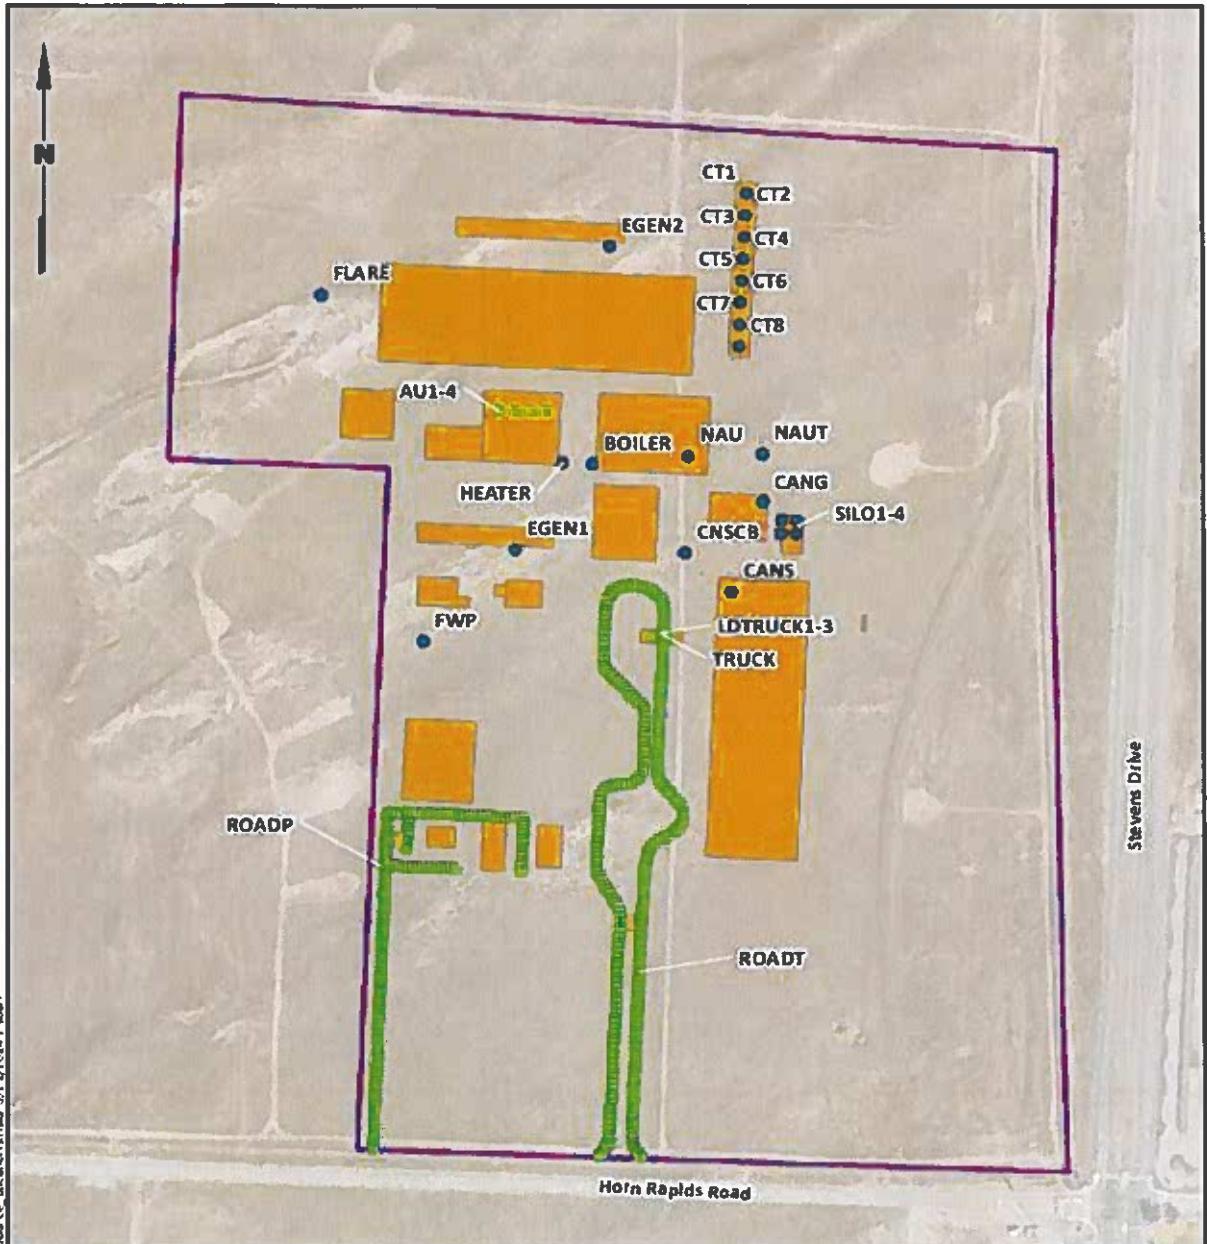 N
CT1
CT2
CT3
CT4
CT5
CT6
CT7
CT8
EGEN2
FLARE
AU1-4
BOILER
NAU
NAUT
HEATER
CANG
SILO1-4
EGEN1
CNSCB
CANS
FWP
LDTRUCK1-3
TRUCK
Stevens Drive
ROADP
ROADT
Horn Rapids Road